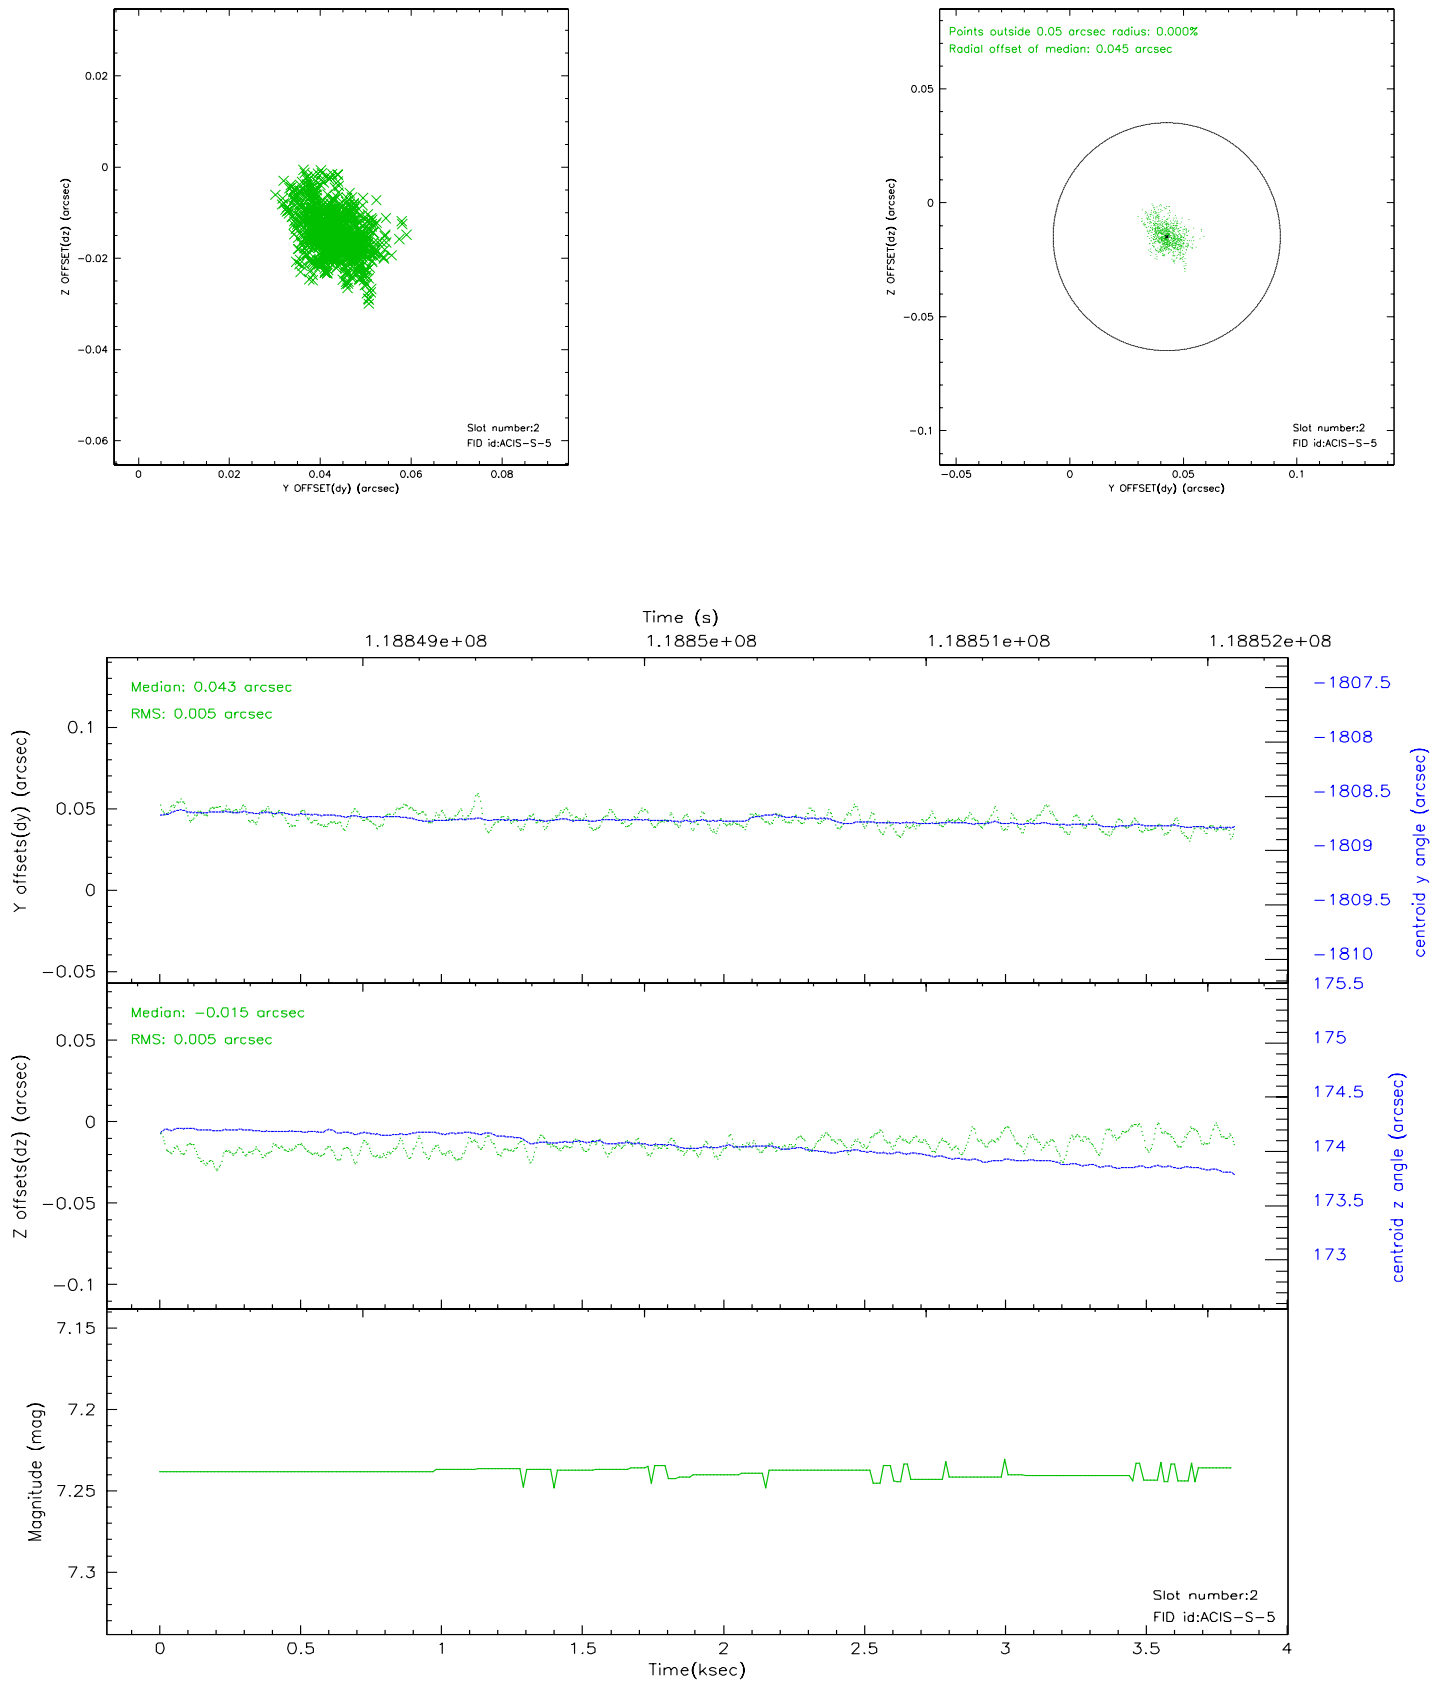 0.02
0
-0.02
-0.04
-0.06
Z OFFSET(dz) (arcsec)
Slot number:2
FID id:ACIS-S-5
0 0.02 0.04 0.06 0.08
Y OFFSET(dy) (arcsec)
Points outside 0.05 arcsec radius: 0.000%
Radial offset of median: 0.045 arcsec
0.05
0
-0.05
-0.1
Z OFFSET(dz) (arcsec)
Slot number:2
FID id:ACIS-S-5
-0.05 0 0.05 0.1
Y OFFSET(dy) (arcsec)
Time (s)
1.18849e+08 1.1885e+08 1.18851e+08 1.18852e+08
Median: 0.043 arcsec
RMS: 0.005 arcsec
0.1
0.05
0
-0.05
Y offsets(dy) (arcsec)
-1807.5
-1808
-1808.5
-1809
-1809.5
-1810
centroid y angle (arcsec)
Median: -0.015 arcsec
RMS: 0.005 arcsec
0.05
0
-0.05
-0.1
Z offsets(dz) (arcsec)
175.5
175
174.5
174
173.5
173
centroid z angle (arcsec)
7.15
7.2
7.25
7.3
Magnitude (mag)
Slot number:2
FID id:ACIS-S-5
0 0.5 1 1.5 2 2.5 3 3.5 4
Time(ksec)